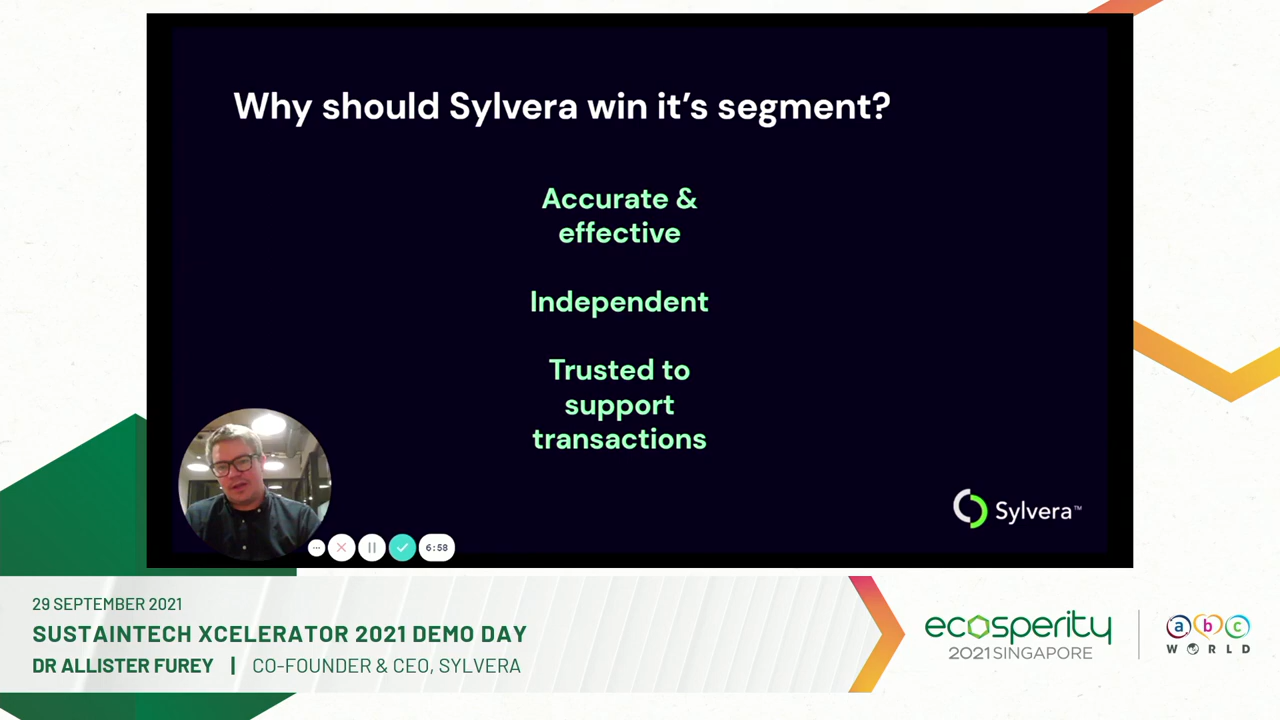 Why should Sylvera win it's segment?
Accurate &
effective
Independent
Trusted to
support
transactions
Sylvera™
6:58
29 SEPTEMBER 2021
SUSTAINTECH XCELERATOR 2021 DEMO DAY
DR ALLISTER FUREY | CO-FOUNDER & CEO, SYLVERA
ecosperity
2021 SINGAPORE
abc
WORLD